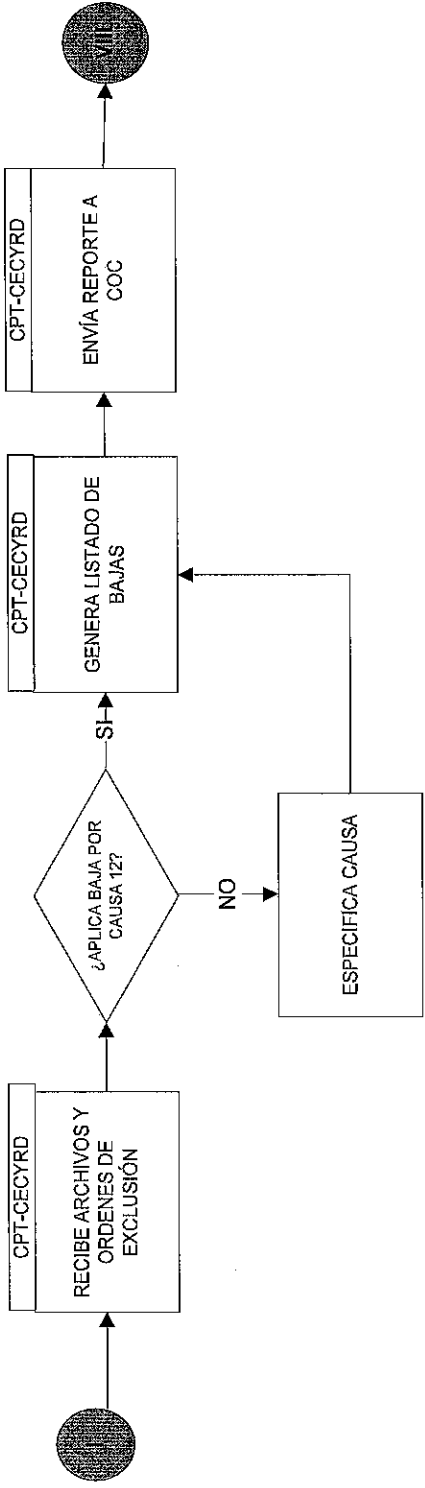 I
CPT-CECYRD
RECIBE ARCHIVOS Y
ORDENES DE
EXCLUSIÓN
¿APLICA BAJA POR
CAUSA 12?
SI
NO
ESPECIFICA CAUSA
CPT-CECYRD
GENERA LISTADO DE
BAJAS
CPT-CECYRD
ENVÍA REPORTE A
COC
VIII